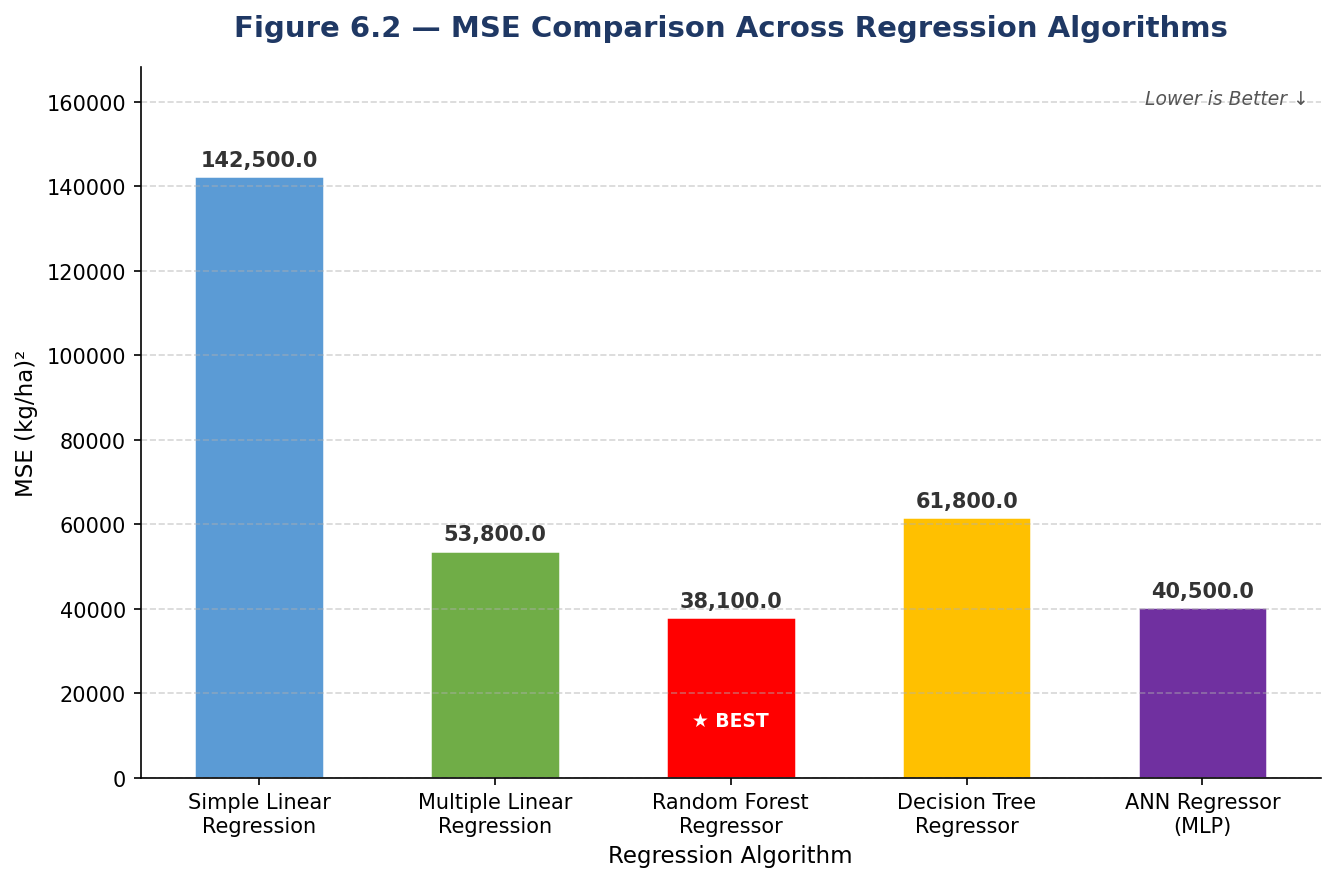 Figure 6.2 — MSE Comparison Across Regression Algorithms
Lower is Better ↓
MSE (kg/ha)²
160000
140000
120000
100000
80000
60000
40000
20000
0
142,500.0
53,800.0
38,100.0
61,800.0
40,500.0
★ BEST
Simple Linear
Regression
Multiple Linear
Regression
Random Forest
Regressor
Decision Tree
Regressor
ANN Regressor
(MLP)
Regression Algorithm